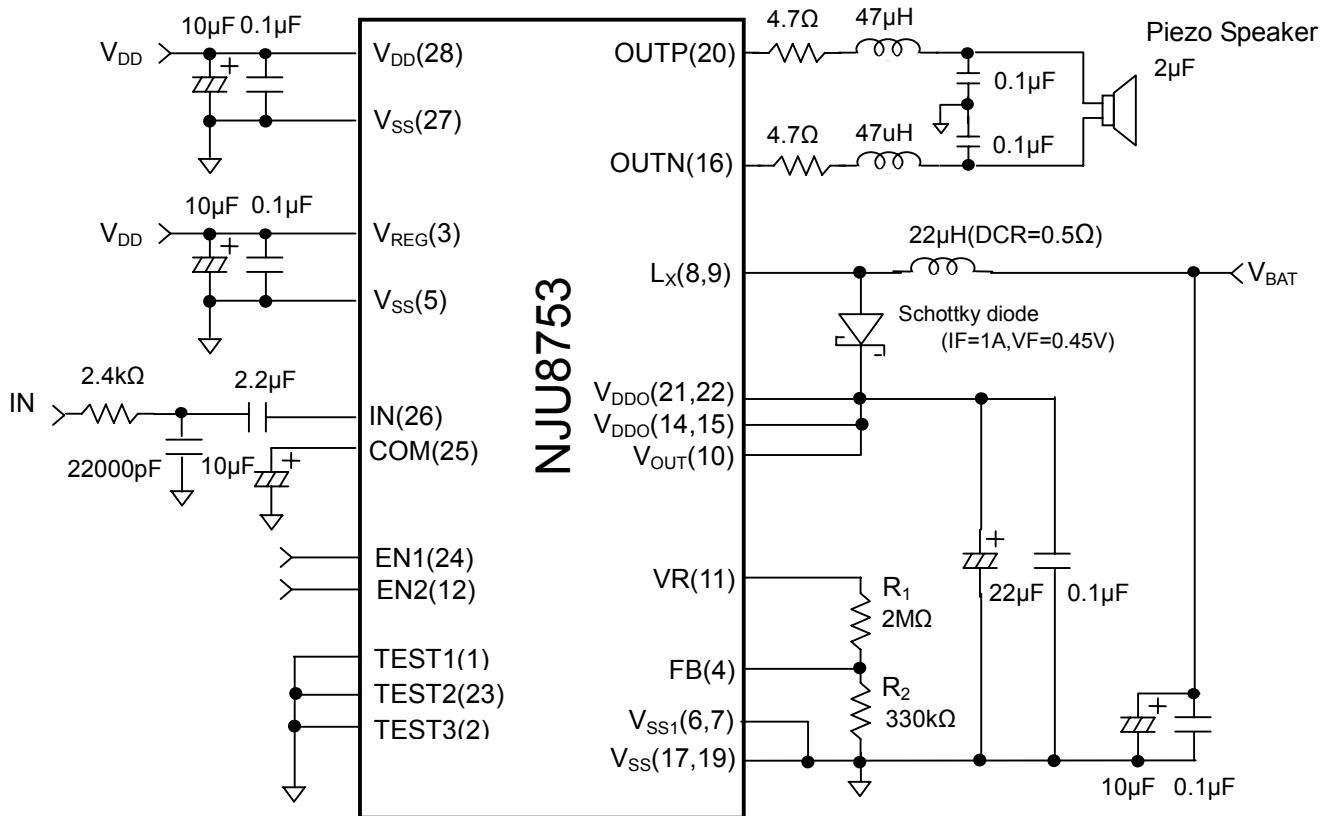 10µF 0.1µF
VDD
VDD(28)
VSS(27)
10µF 0.1µF
VDD
VREG(3)
VSS(5)
2.4kΩ
2.2µF
IN
IN(26)
COM(25)
22000pF
10µF
+
+
+
EN1(24)
EN2(12)
TEST1(1)
TEST2(23)
TEST3(2)
NJU8753
4.7Ω
47µH
OUTP(20)
0.1µF
Piezo Speaker
2µF
4.7Ω
47uH
0.1µF
OUTN(16)
22µH(DCR=0.5Ω)
LX(8,9)
VBAT
Schottky diode
(IF=1A,VF=0.45V)
VDDO(21,22)
VDDO(14,15)
VOUT(10)
VR(11)
R1
2MΩ
+
22µF
0.1µF
FB(4)
R2
330kΩ
VSS1(6,7)
VSS(17,19)
+
10µF 0.1µF